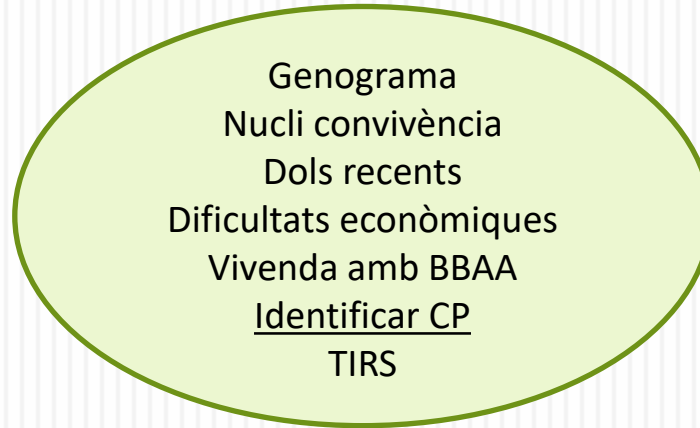 Genograma
Nucli convivència
Dols recents
Dificultats econòmiques
Vivenda amb BBAA
Identificar CP
TIRS